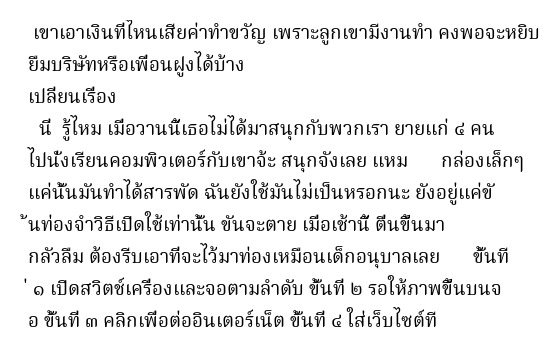 เขาเอาเงินที่ไหนเสียค่าทำขวัญ เพราะลูกเขามีงานทำ คงพอจะหยิบ
ยืมบริษัทหรือเพื่อนฝูงได้บ้าง
เปลี่ยนเรื่อง
นี่ รู้ไหม เมื่อวานนี้เธอไม่ได้มาสนุกกับพวกเรา ยายแก่ ๔ คน
ไปนั่งเรียนคอมพิวเตอร์กับเขาจ้ะ สนุกจังเลย แหม กล่องเล็กๆ
แค่นั้นมันทำได้สารพัด ฉันยังใช้มันไม่เป็นหรอกนะ ยังอยู่แค่ขั
้นท่องจำวิธีเปิดใช้เท่านั้น ขันจะตาย เมื่อเช้านี้ ตื่นขึ้นมา
กลัวลืม ต้องรีบเอาที่จะไว้มาท่องเหมือนเด็กอนุบาลเลย ขั้นที
่ ๑ เปิดสวิตช์เครื่องและจอตามลำดับ ขั้นที่ ๒ รอให้ภาพขึ้นบนจ
อ ขั้นที่ ๓ คลิกเพื่อต่ออินเตอร์เน็ต ขั้นที่ ๔ ใส่เว็บไซต์ที่